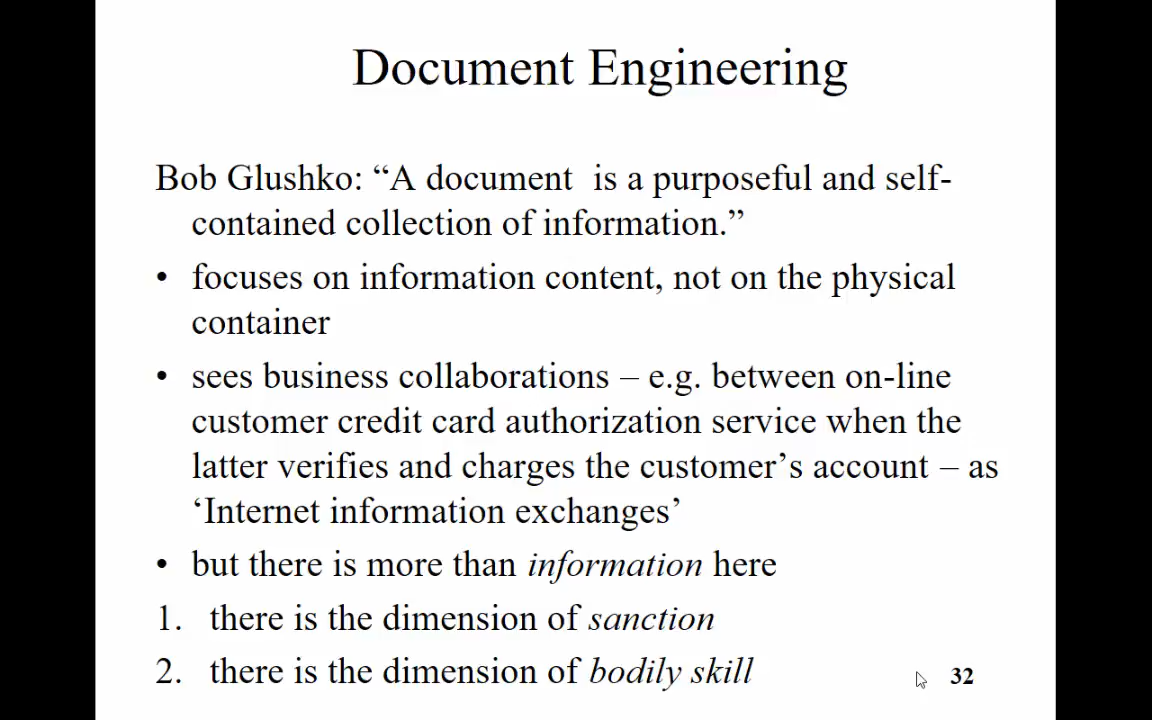 Document Engineering
Bob Glushko: “A document  is a purposeful and self-
contained collection of information.”
• focuses on information content, not on the physical
container
• sees business collaborations – e.g. between on-line
customer credit card authorization service when the
latter verifies and charges the customer’s account – as
‘Internet information exchanges’
• but there is more than information here
1. there is the dimension of sanction
2. there is the dimension of bodily skill
32